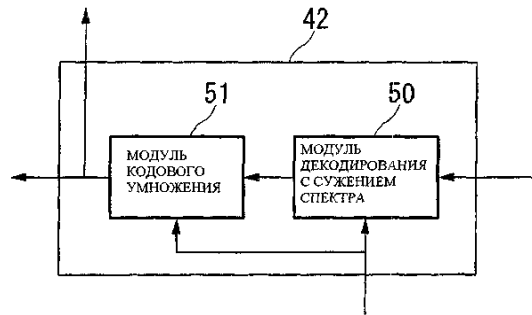 42
51
50
МОДУЛЬ
КОДОВОГО
УМНОЖЕНИЯ
МОДУЛЬ
ДЕКОДИРОВАНИЯ
С СУЖЕНИЕМ
СПЕКТРА